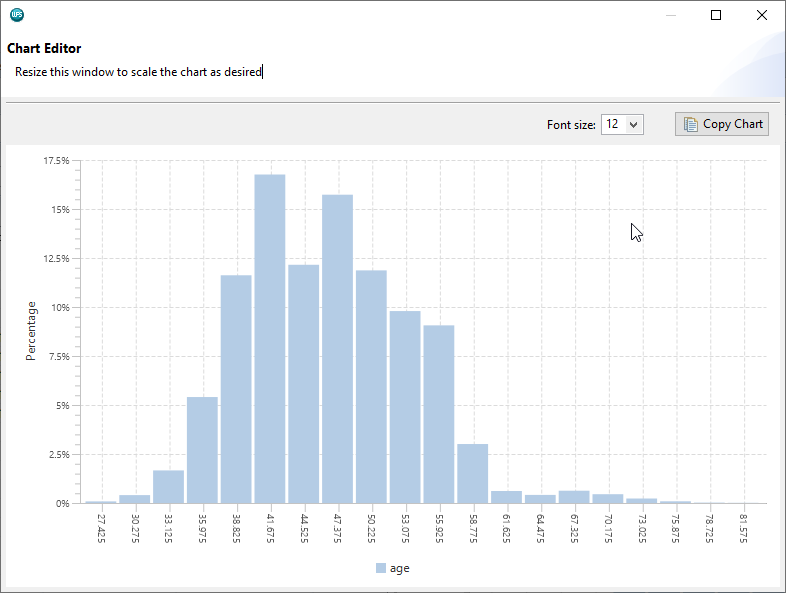 WPS
Chart Editor
Resize this window to scale the chart as desired
Font size: 12 Copy Chart
17.5%
15%
12.5%
10%
7.5%
5%
2.5%
0%
Percentage
27.425 30.275 33.125 35.975 38.825 41.675 44.525 47.375 50.225 53.075 55.925 58.775 61.625 64.475 67.325 70.175 73.025 75.875 78.725 81.575
age